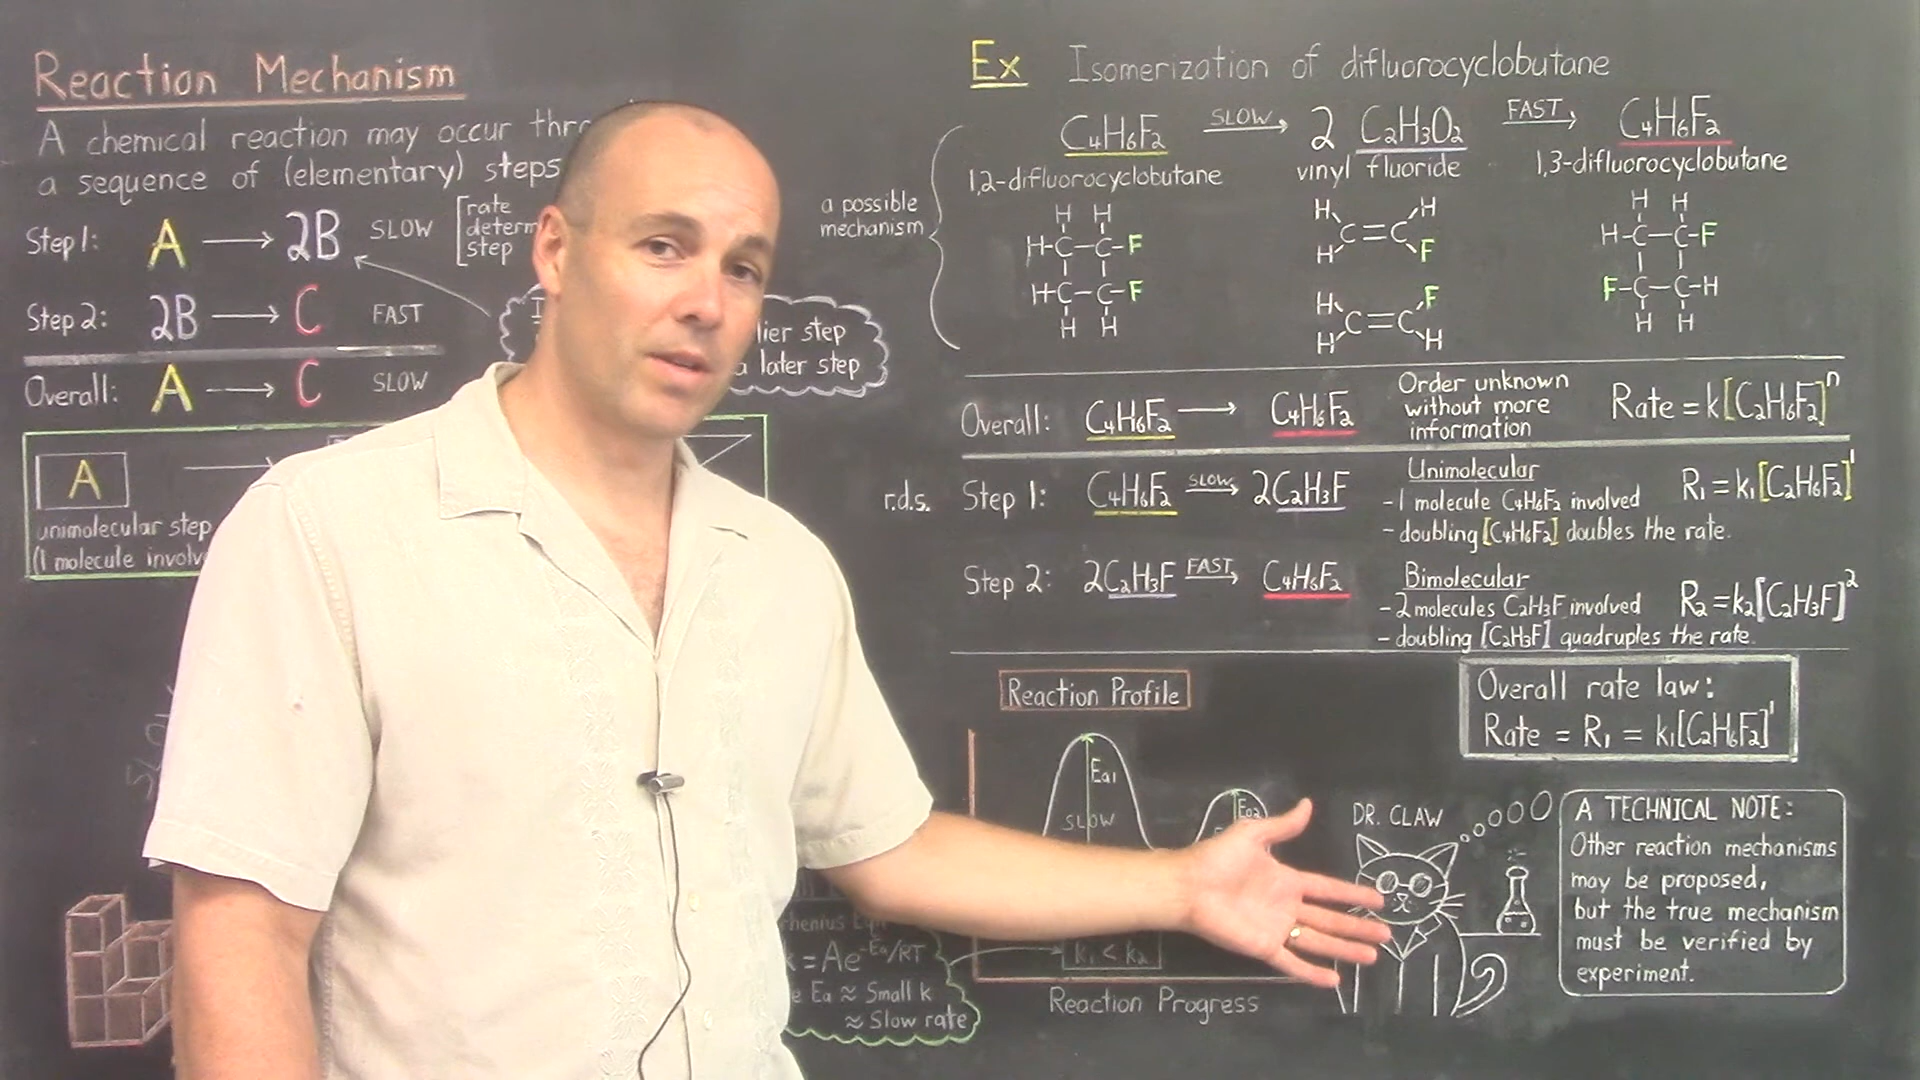 Reaction Mechanism
A chemical reaction may occur
a sequence of (elementary) steps
Step 1: A → 2B SLOW [rate
step
Step 2: 2B → C FAST
Overall: A → C SLOW
step
later step
A
unimolecular step
(1 molecule
Ex Isomerization of difluorocyclobutane
a possible
mechanism
C₄H₆F₂ SLOW→ 2 C₂H₃O₂ FAST→ C₄H₆F₂
1,2-difluorocyclobutane vinyl fluoride 1,3-difluorocyclobutane
H H
H-C-C-F
H-C-C-F
H H
H H
C=C
H F
H F
C=C
H H
H H
H-C-C-F
F-C-C-H
H H
Overall: C₄H₆F₂ → C₄H₆F₂
Order unknown
without more
information
Rate = k[C₂H₆F₂]ⁿ
r.d.s. Step 1: C₄H₆F₂ SLOW→ 2C₂H₃F
Unimolecular
- 1 molecule C₄H₆F₂ involved
- doubling [C₄H₆F₂] doubles the rate.
R₁ = k₁[C₂H₆F₂]¹
Step 2: 2C₂H₃F FAST→ C₄H₆F₂
Bimolecular
- 2 molecules C₂H₃F involved
- doubling [C₂H₃F] quadruples the rate.
R₂ = k₂[C₂H₃F]²
Overall rate law:
Rate = R₁ = k₁[C₂H₆F₂]¹
Reaction Profile
Ea1
SLOW
Ea2
k₁ < k₂
Reaction Progress
k = Ae^-Ea/RT
Ea ≈ Small k
≈ Slow rate
DR. CLAW
A TECHNICAL NOTE:
Other reaction mechanisms
may be proposed,
but the true mechanism
must be verified by
experiment.